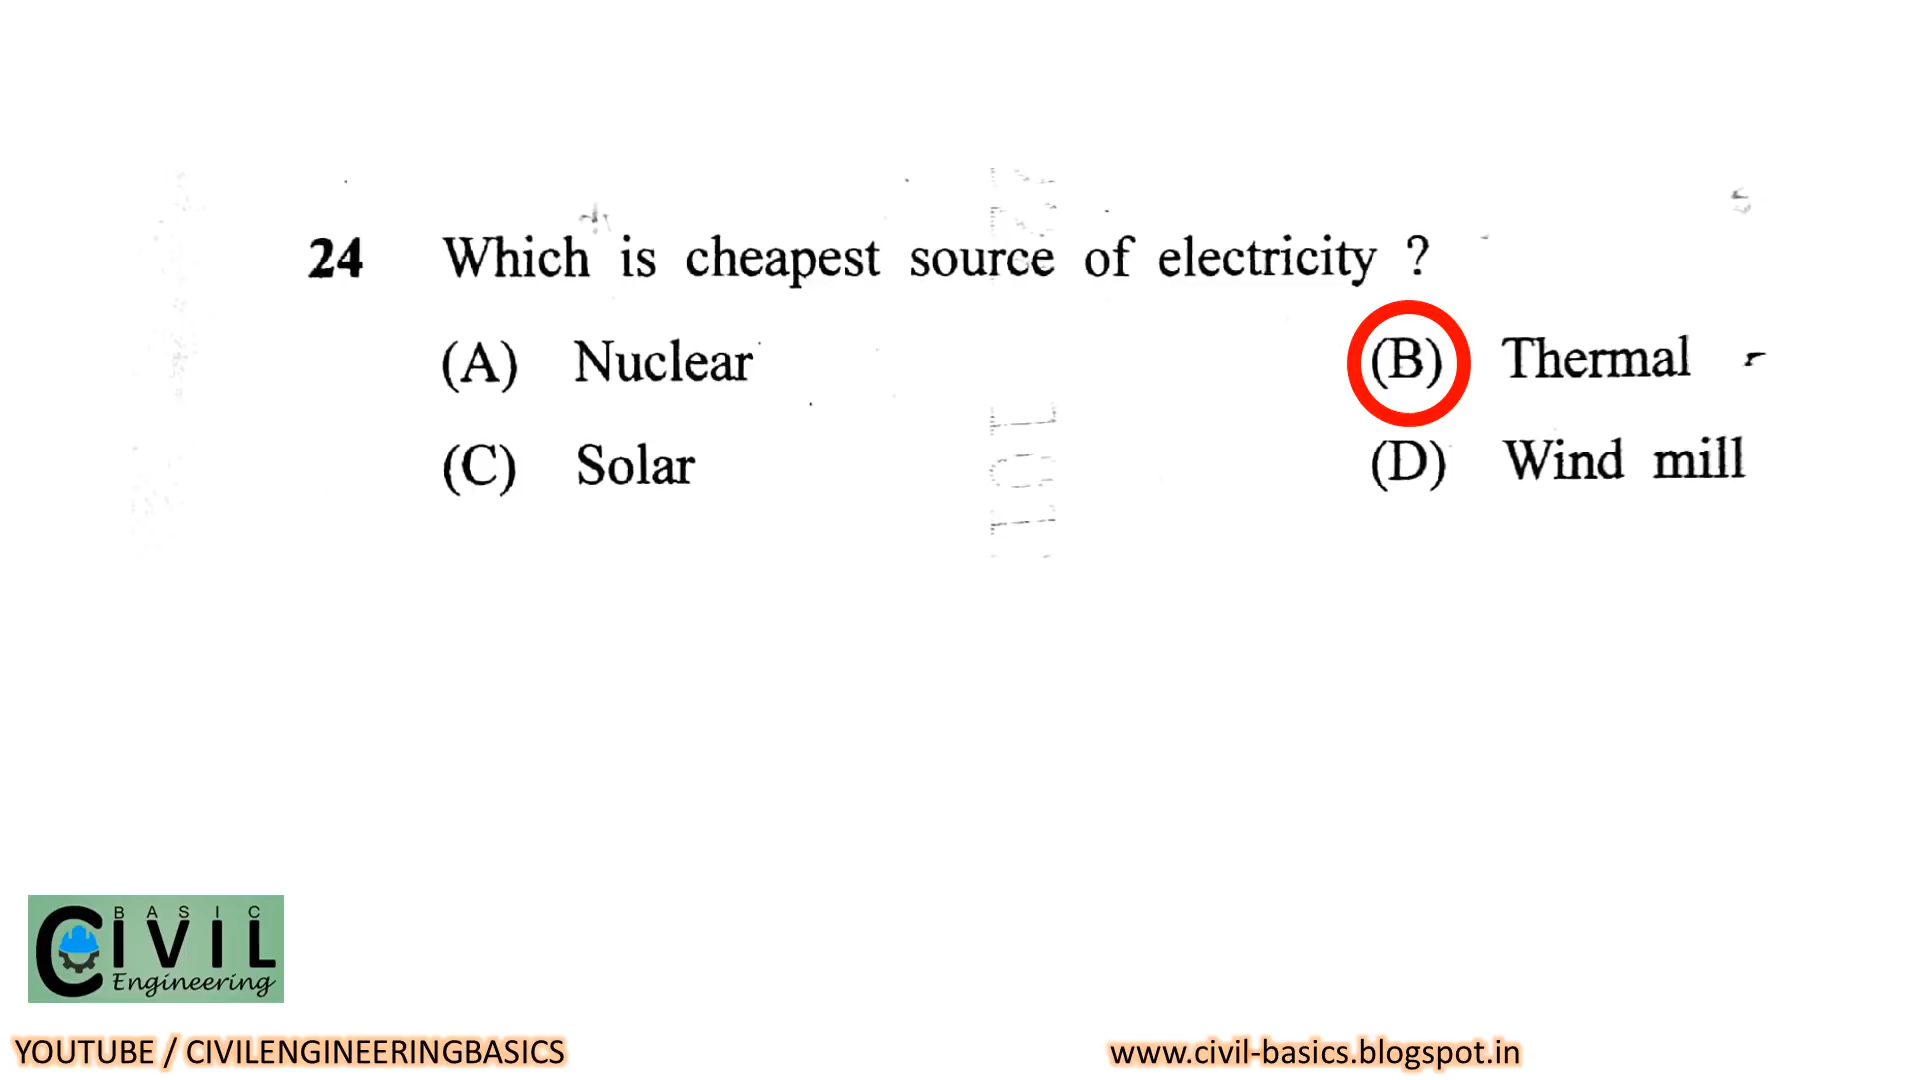 24 Which is cheapest source of electricity ?
(A) Nuclear (B) Thermal
(C) Solar (D) Wind mill
BASIC
CIVIL
Engineering
YOUTUBE / CIVILENGINEERINGBASICS www.civil-basics.blogspot.in